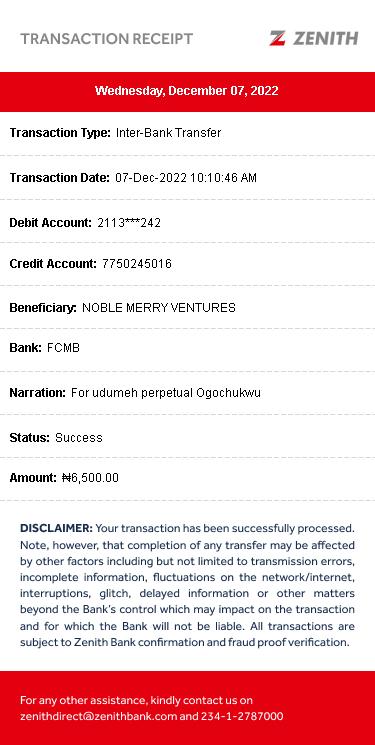 TRANSACTION RECEIPT
ZENITH
Wednesday, December 07, 2022
Transaction Type: Inter-Bank Transfer
Transaction Date: 07-Dec-2022 10:10:46 AM
Debit Account: 2113***242
Credit Account: 7750245016
Beneficiary: NOBLE MERRY VENTURES
Bank: FCMB
Narration: For udumeh perpetual Ogochukwu
Status: Success
Amount: ₦6,500.00
DISCLAIMER: Your transaction has been successfully processed.
Note, however, that completion of any transfer may be affected
by other factors including but not limited to transmission errors,
incomplete information, fluctuations on the network/internet,
interruptions, glitch, delayed information or other matters
beyond the Bank's control which may impact on the transaction
and for which the Bank will not be liable. All transactions are
subject to Zenith Bank confirmation and fraud proof verification.
For any other assistance, kindly contact us on
zenithdirect@zenithbank.com and 234-1-2787000